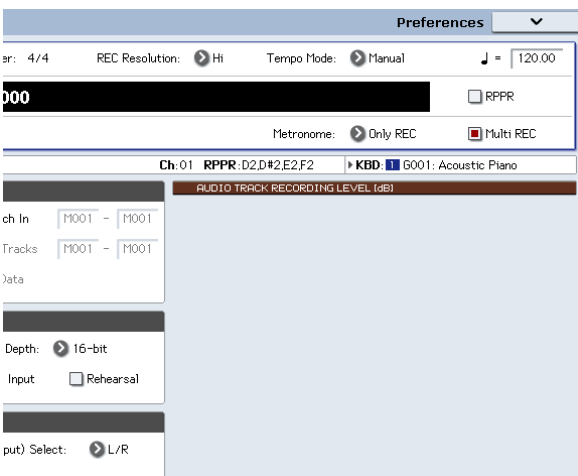 Preferences
er: 4/4 REC Resolution: Hi Tempo Mode: Manual ♩ = 120.00
000 RPPR
Metronome: Only REC Multi REC
Ch:01 RPPR:D2,D#2,E2,F2 KBD: 1 G001: Acoustic Piano
AUDIO TRACK RECORDING LEVEL [dB]
ch In M001 - M001
Tracks M001 - M001
Data
Depth: 16-bit
Input Rehearsal
put) Select: L/R